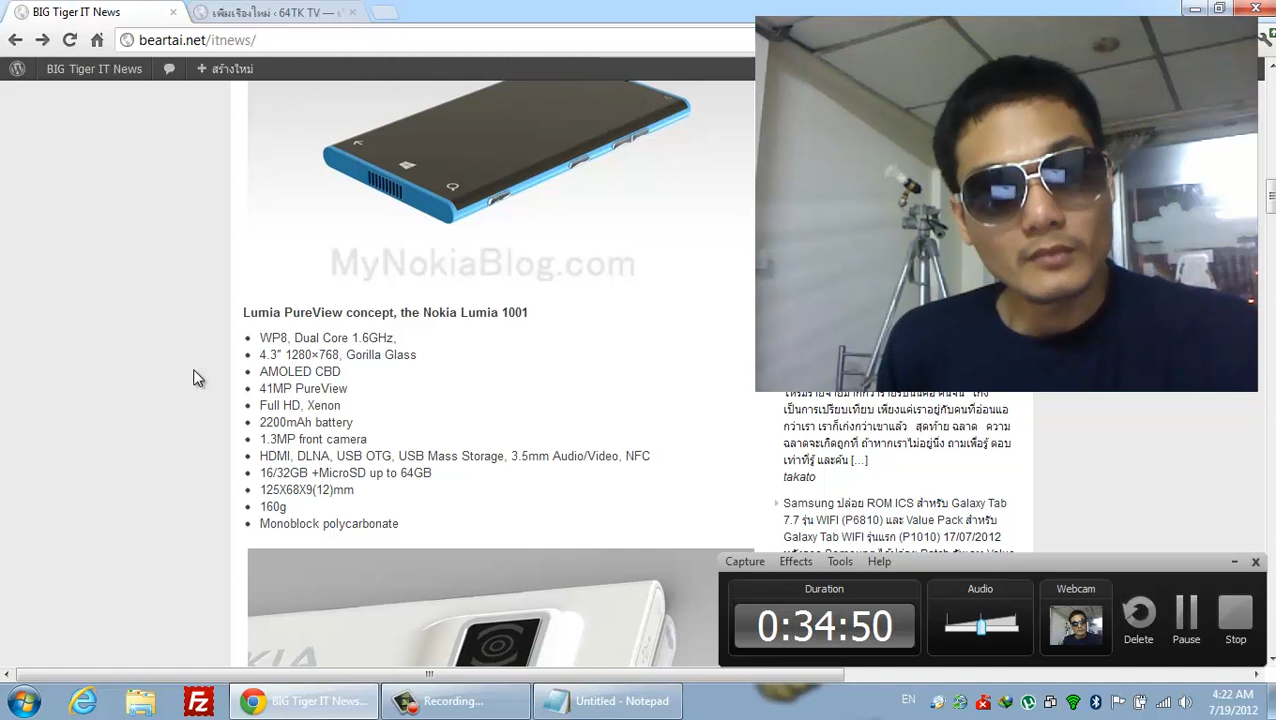 BIG Tiger IT News
เพิ่มเรื่องใหม่ ‹ 64TK TV —
beartai.net/itnews/
BIG Tiger IT News
+ สร้างใหม่
MyNokiaBlog.com
Lumia PureView concept, the Nokia Lumia 1001
WP8, Dual Core 1.6GHz,
4.3″ 1280×768, Gorilla Glass
AMOLED CBD
41MP PureView
Full HD, Xenon
2200mAh battery
1.3MP front camera
HDMI, DLNA, USB OTG, USB Mass Storage, 3.5mm Audio/Video, NFC
16/32GB +MicroSD up to 64GB
125X68X9(12)mm
160g
Monoblock polycarbonate
เป็นการเปรียบเทียบ เพียงแค่เราอยู่กับคนที่อ่อนแอ
กว่าเรา เราก็เก่งกว่าเขาแล้ว สุดท้าย ฉลาด ความ
ฉลาดจะเกิดถูกที่ ถ้าหากเราไม่อยู่นิ่ง ถามเพื่อรู้ ตอบ
เท่าที่รู้ และค้น […]
takato
Samsung ปล่อย ROM ICS สำหรับ Galaxy Tab
7.7 รุ่น WIFI (P6810) และ Value Pack สำหรับ
Galaxy Tab WIFI รุ่นแรก (P1010) 17/07/2012
Capture Effects Tools Help
Duration
Audio
Webcam
0:34:50
Delete
Pause
Stop
BIG Tiger IT News...
Recording...
Untitled - Notepad
EN
4:22 AM
7/19/2012